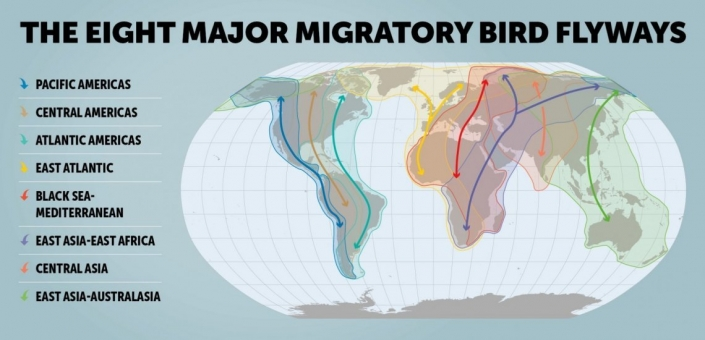 THE EIGHT MAJOR MIGRATORY BIRD FLYWAYS
PACIFIC AMERICAS
CENTRAL AMERICAS
ATLANTIC AMERICAS
EAST ATLANTIC
BLACK SEA-
MEDITERRANEAN
EAST ASIA-EAST AFRICA
CENTRAL ASIA
EAST ASIA-AUSTRALASIA